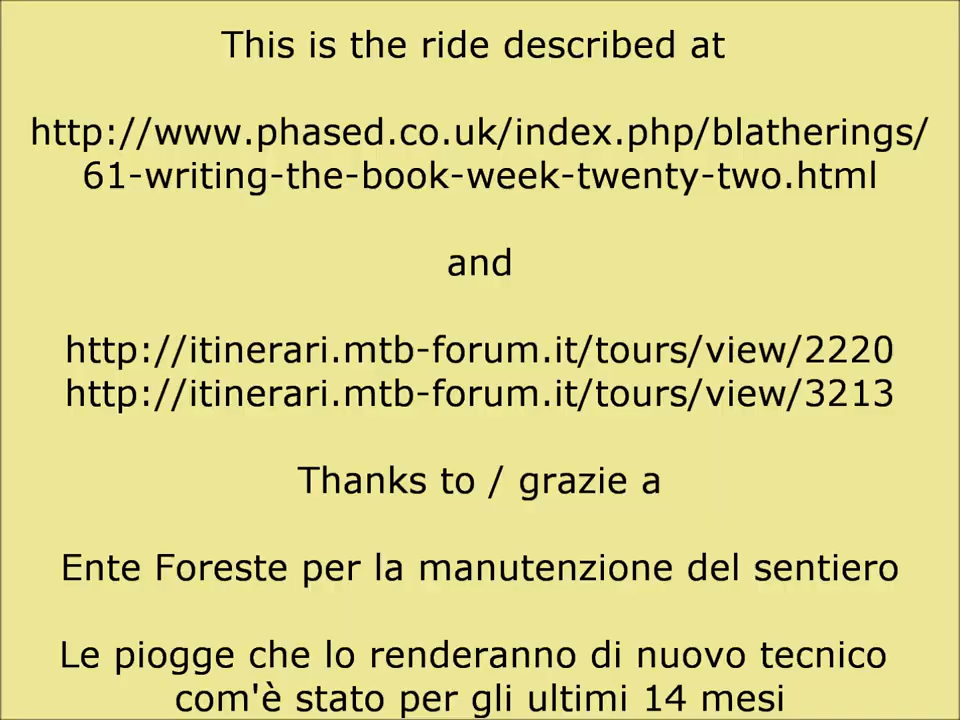 This is the ride described at
http://www.phased.co.uk/index.php/blatherings/
61-writing-the-book-week-twenty-two.html
and
http://itinerari.mtb-forum.it/tours/view/2220
http://itinerari.mtb-forum.it/tours/view/3213
Thanks to / grazie a
Ente Foreste per la manutenzione del sentiero
Le piogge che lo renderanno di nuovo tecnico
com'è stato per gli ultimi 14 mesi